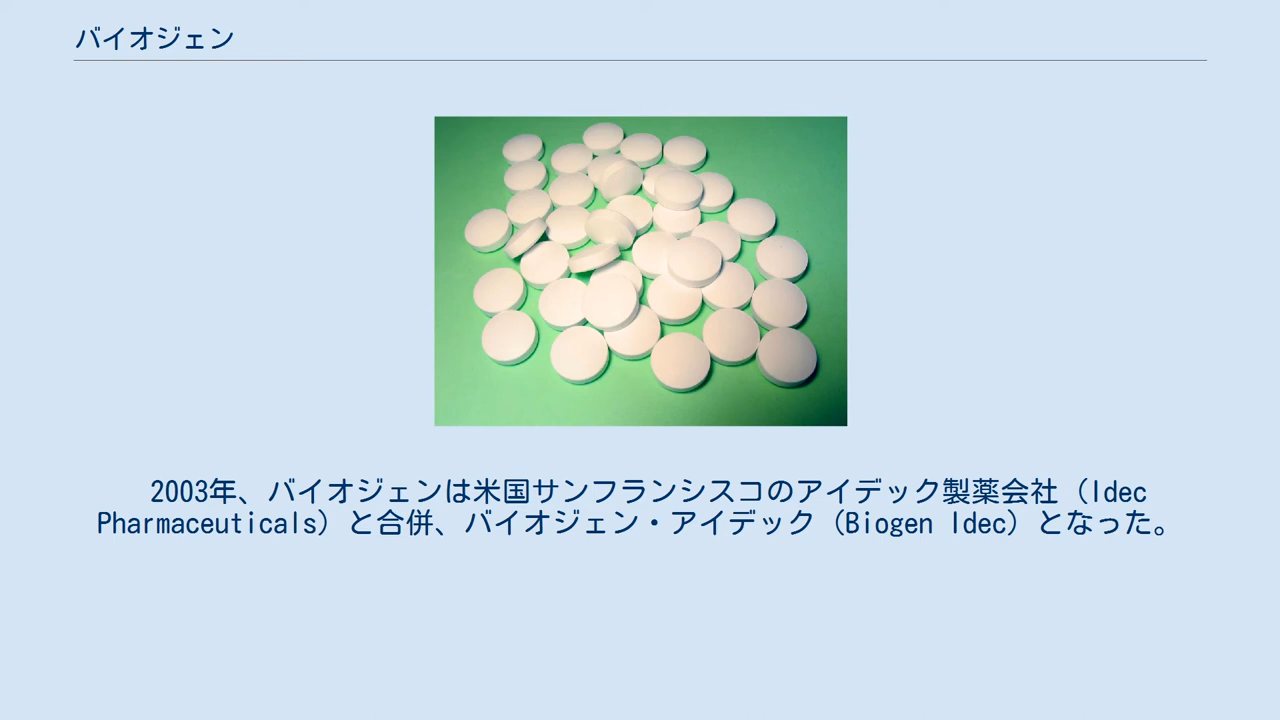 バイオジェン
2003年、バイオジェンは米国サンフランシスコのアイデック製薬会社（Idec
Pharmaceuticals）と合併、バイオジェン・アイデック（Biogen Idec）となった。